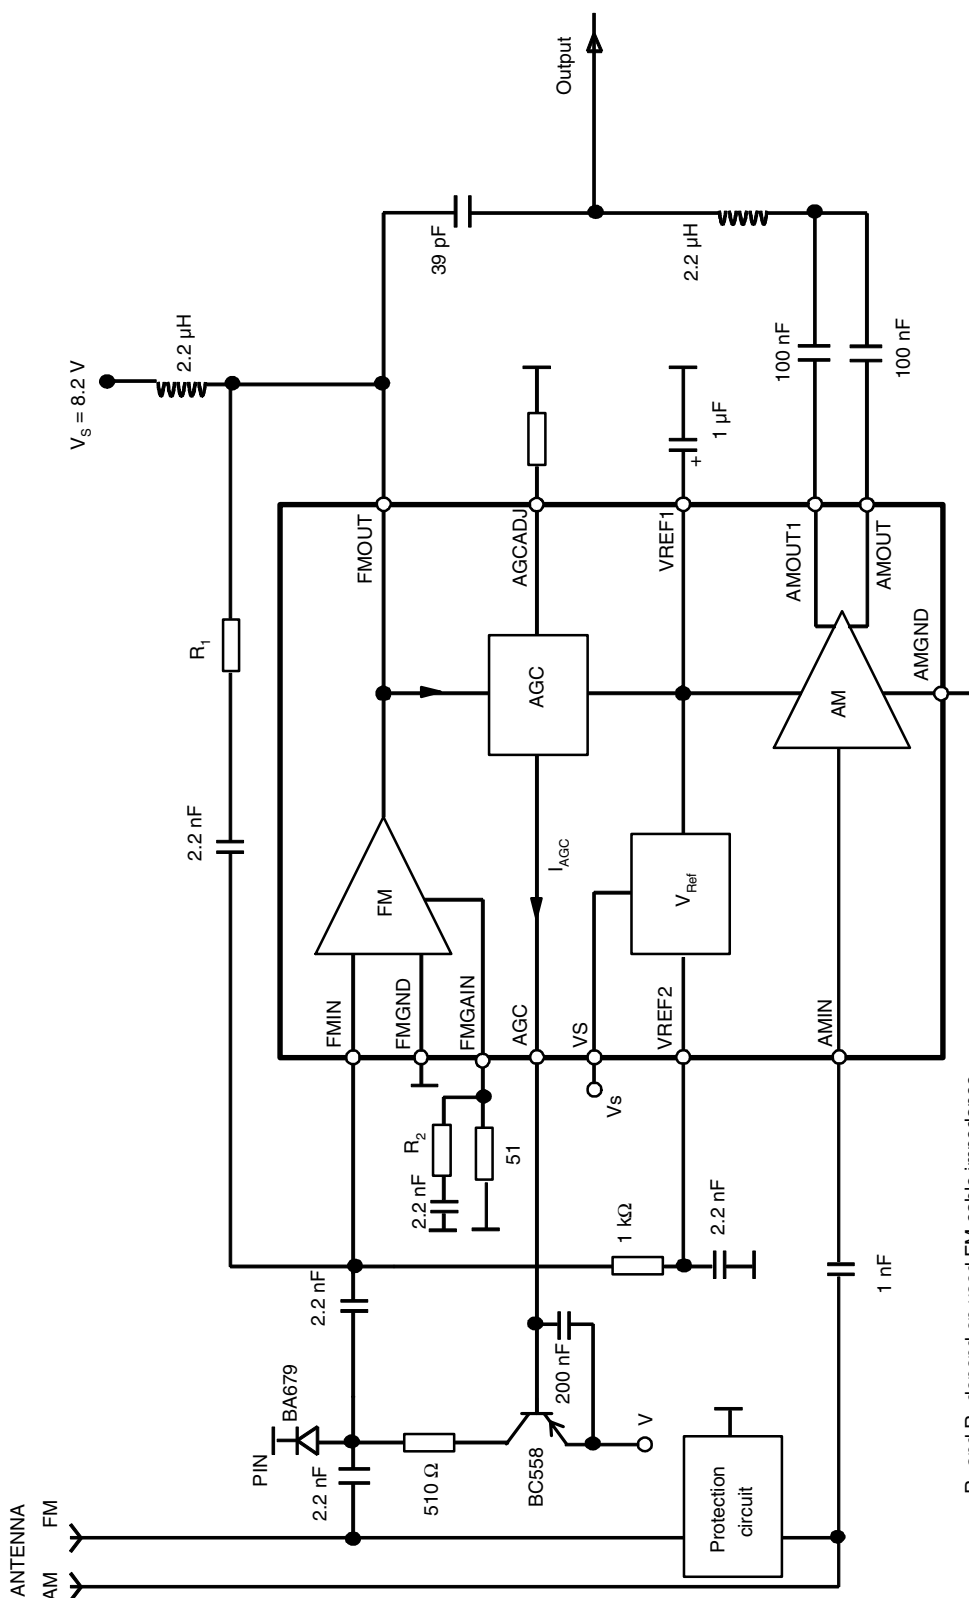 ANTENNA
FM
AM
PIN
BA679
2.2 nF
2.2 nF
510 Ω
BC558
200 nF
V
Protection
circuit
1 nF
2.2 nF
1 kΩ
2.2 nF
R2
51
Vs
FMIN
FMGND
FMGAIN
AGC
VS
VREF2
AMIN
FM
IAGC
VRef
AGC
AM
AMGND
FMOUT
AGCADJ
VREF1
AMOUT1
AMOUT
2.2 nF
R1
VS = 8.2 V
2.2 µH
+
1 µF
100 nF
100 nF
39 pF
2.2 µH
Output